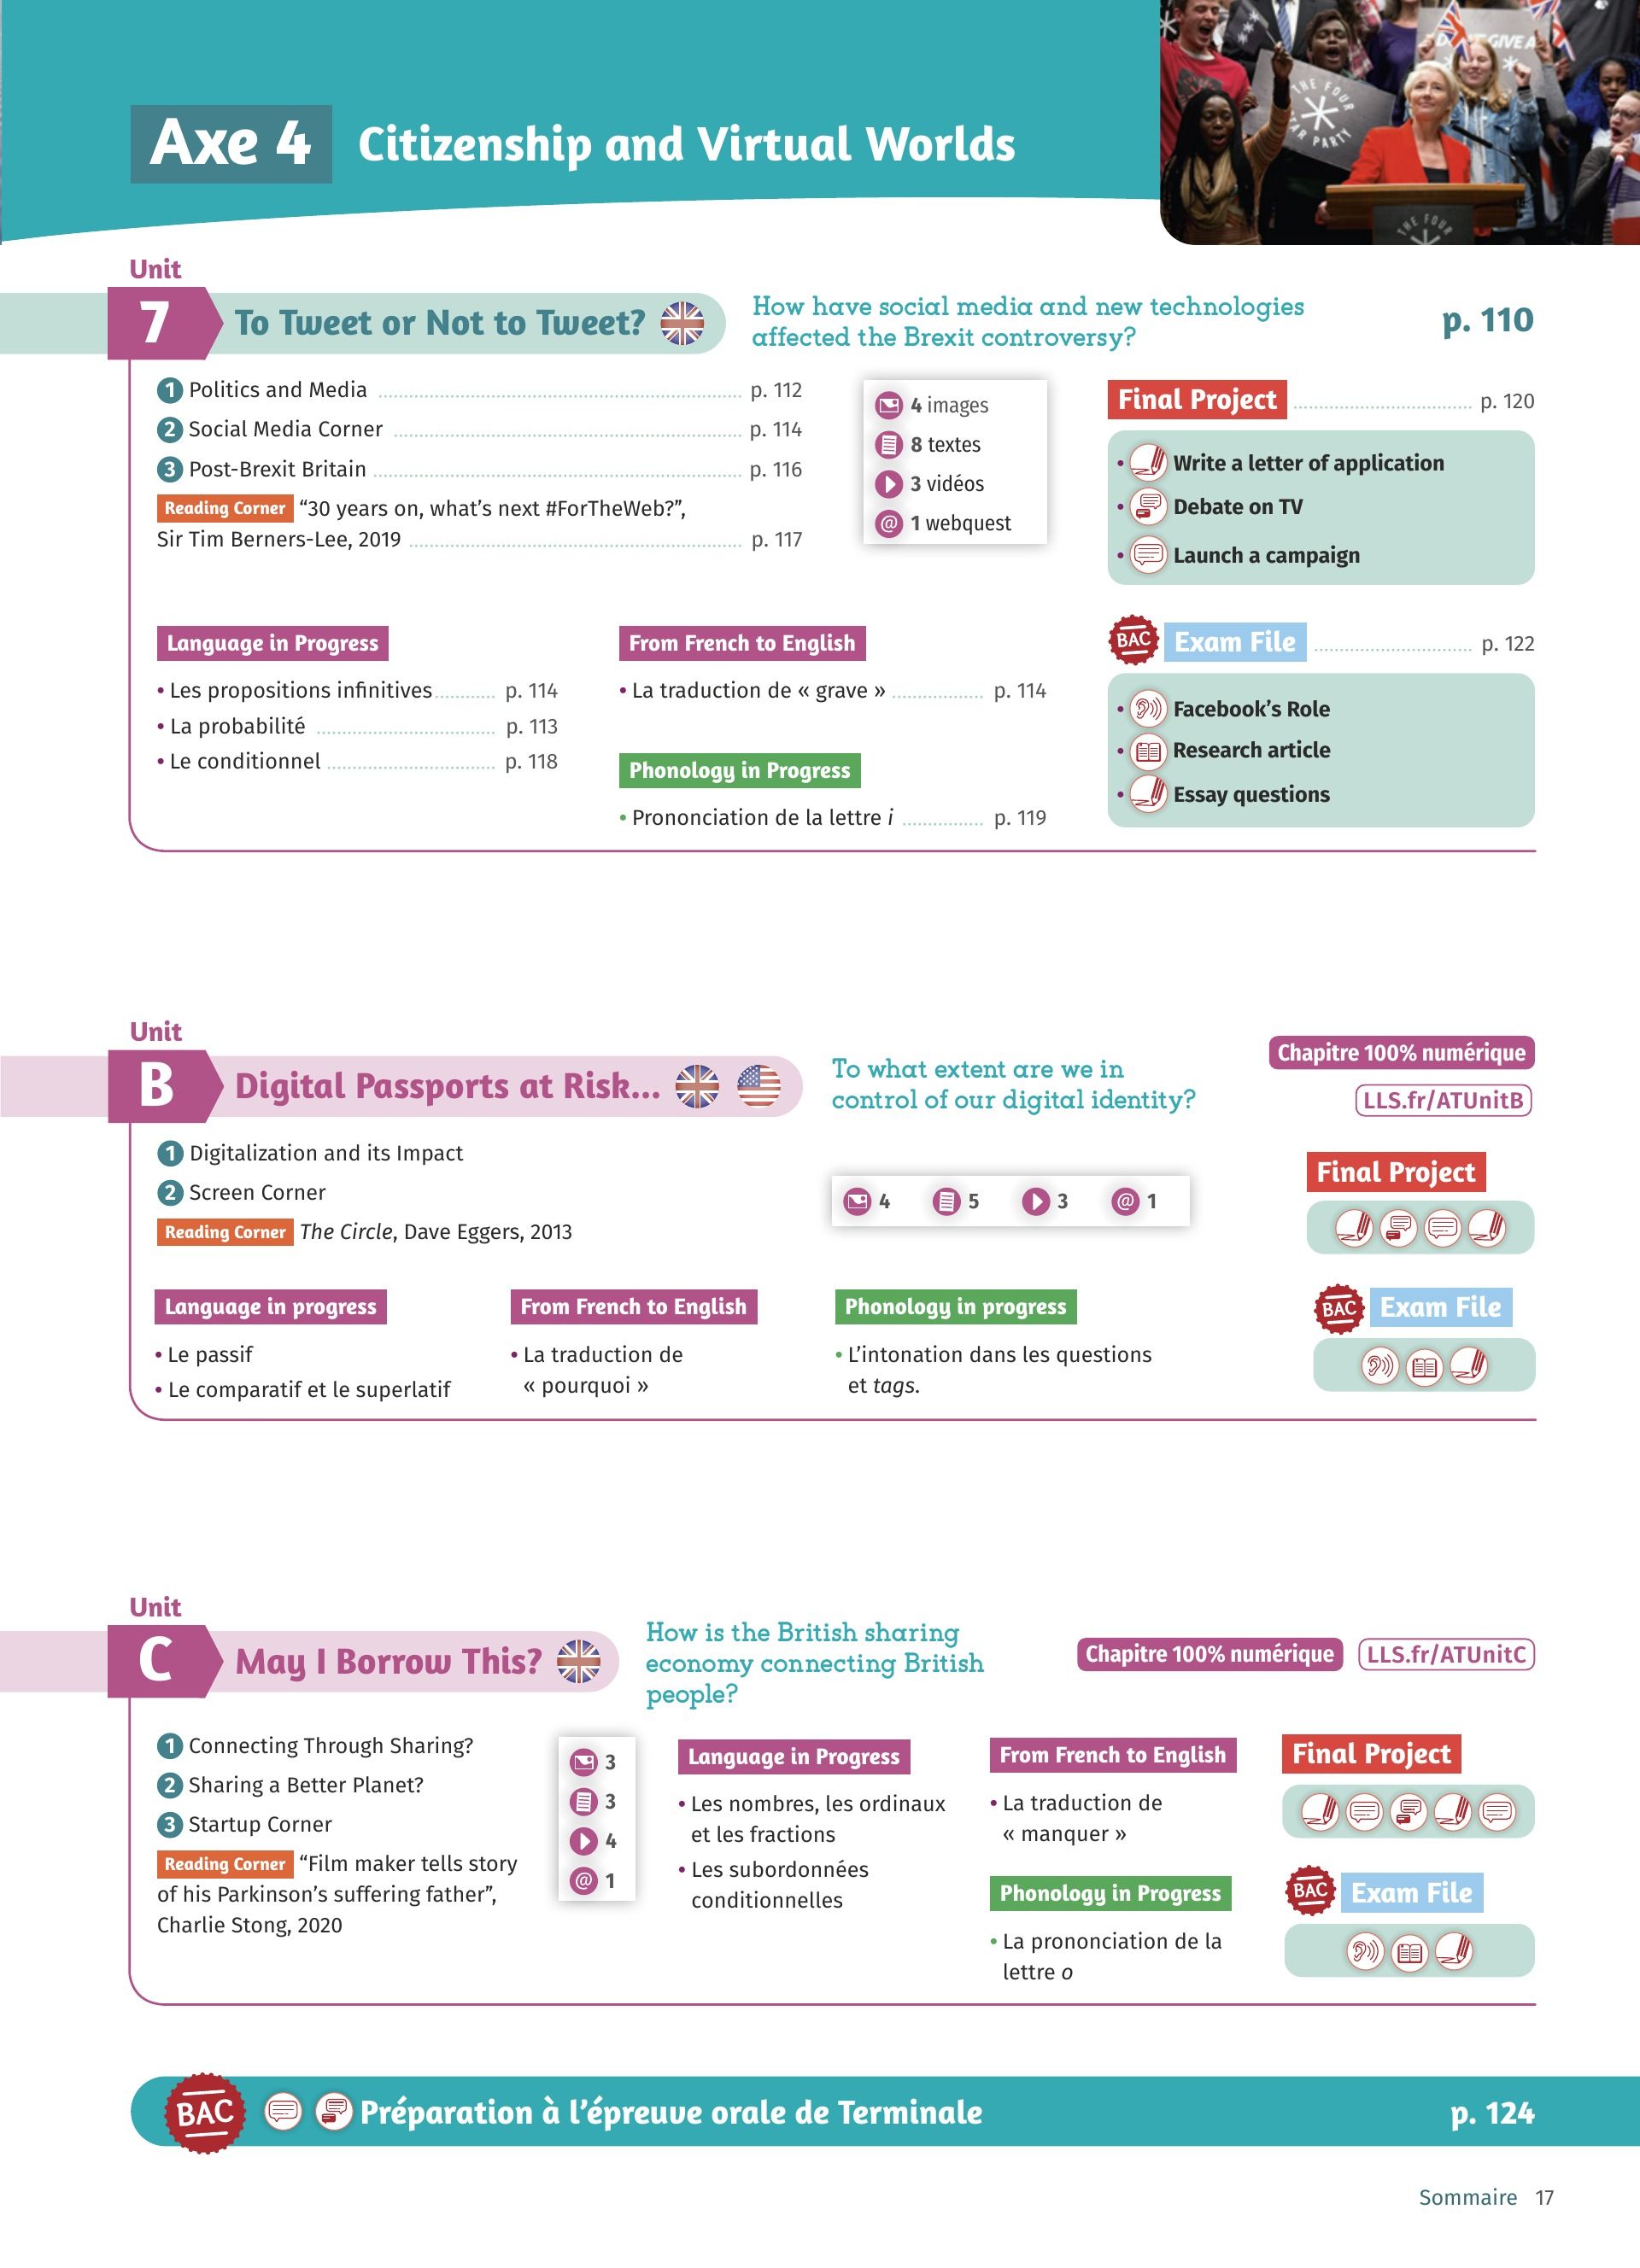 Axe 4 Citizenship and Virtual Worlds
THE FOUR
STAR PARTY
GIVE A
THE FOUR
Unit
7 To Tweet or Not to Tweet?
How have social media and new technologies
affected the Brexit controversy?
p. 110
1 Politics and Media p. 112
2 Social Media Corner p. 114
3 Post-Brexit Britain p. 116
Reading Corner “30 years on, what’s next #ForTheWeb?”,
Sir Tim Berners-Lee, 2019 p. 117
4 images
8 textes
3 vidéos
@ 1 webquest
Final Project p. 120
• Write a letter of application
• Debate on TV
• Launch a campaign
Language in Progress
• Les propositions infinitives p. 114
• La probabilité p. 113
• Le conditionnel p. 118
From French to English
• La traduction de « grave » p. 114
Phonology in Progress
• Prononciation de la lettre i p. 119
BAC Exam File p. 122
• Facebook’s Role
• Research article
• Essay questions
Unit
B Digital Passports at Risk...
To what extent are we in
control of our digital identity?
Chapitre 100% numérique
LLS.fr/ATUnitB
1 Digitalization and its Impact
2 Screen Corner
Reading Corner The Circle, Dave Eggers, 2013
4 5 3 @ 1
Final Project
Language in progress
• Le passif
• Le comparatif et le superlatif
From French to English
• La traduction de
« pourquoi »
Phonology in progress
• L’intonation dans les questions
et tags.
BAC Exam File
Unit
C May I Borrow This?
How is the British sharing
economy connecting British
people?
Chapitre 100% numérique LLS.fr/ATUnitC
1 Connecting Through Sharing?
2 Sharing a Better Planet?
3 Startup Corner
Reading Corner “Film maker tells story
of his Parkinson’s suffering father”,
Charlie Stong, 2020
3
3
4
@ 1
Language in Progress
• Les nombres, les ordinaux
et les fractions
• Les subordonnées
conditionnelles
From French to English
• La traduction de
« manquer »
Phonology in Progress
• La prononciation de la
lettre o
Final Project
BAC Exam File
BAC Préparation à l’épreuve orale de Terminale p. 124
Sommaire 17